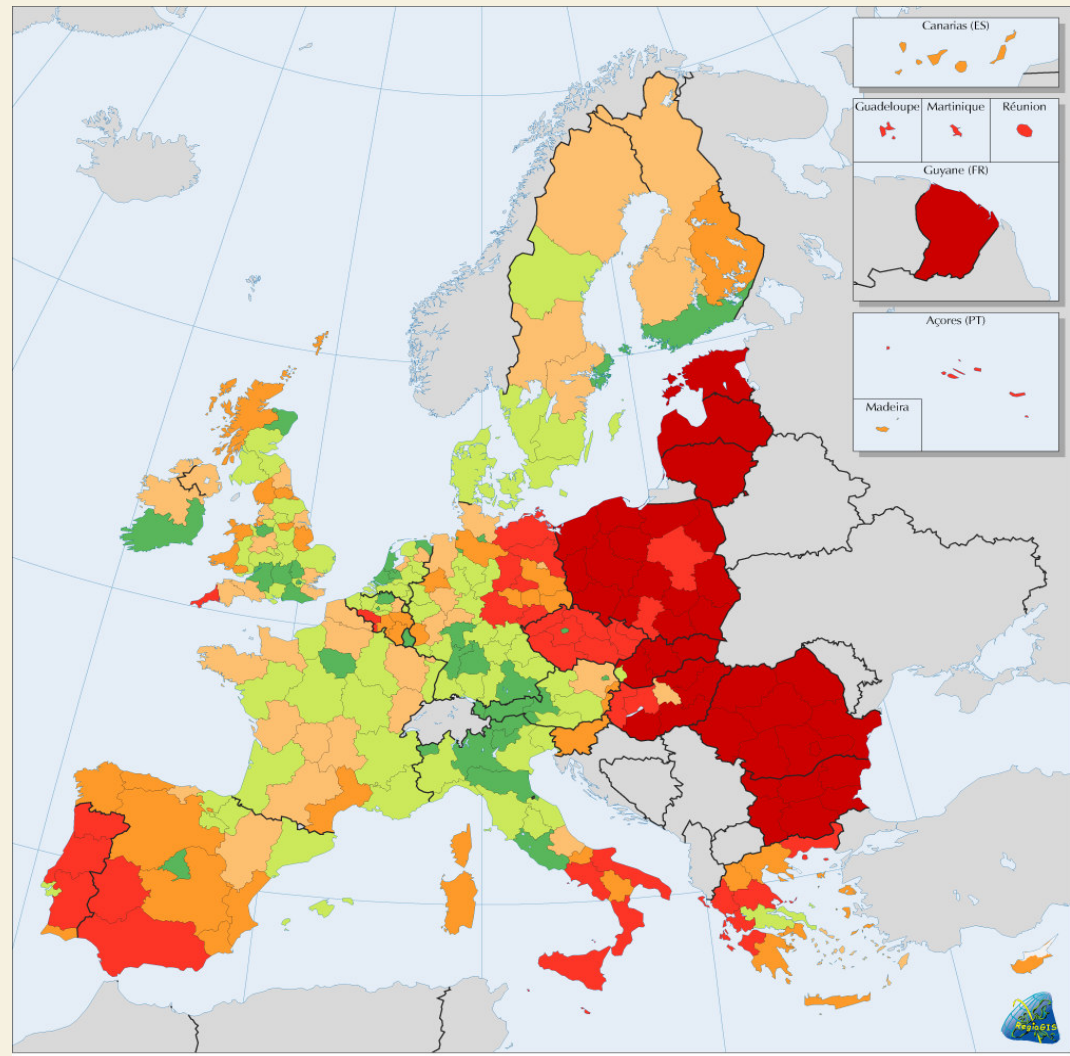 Canarias (ES)
Guadeloupe
Martinique
Réunion
Guyane (FR)
Açores (PT)
Madeira
RegioGIS